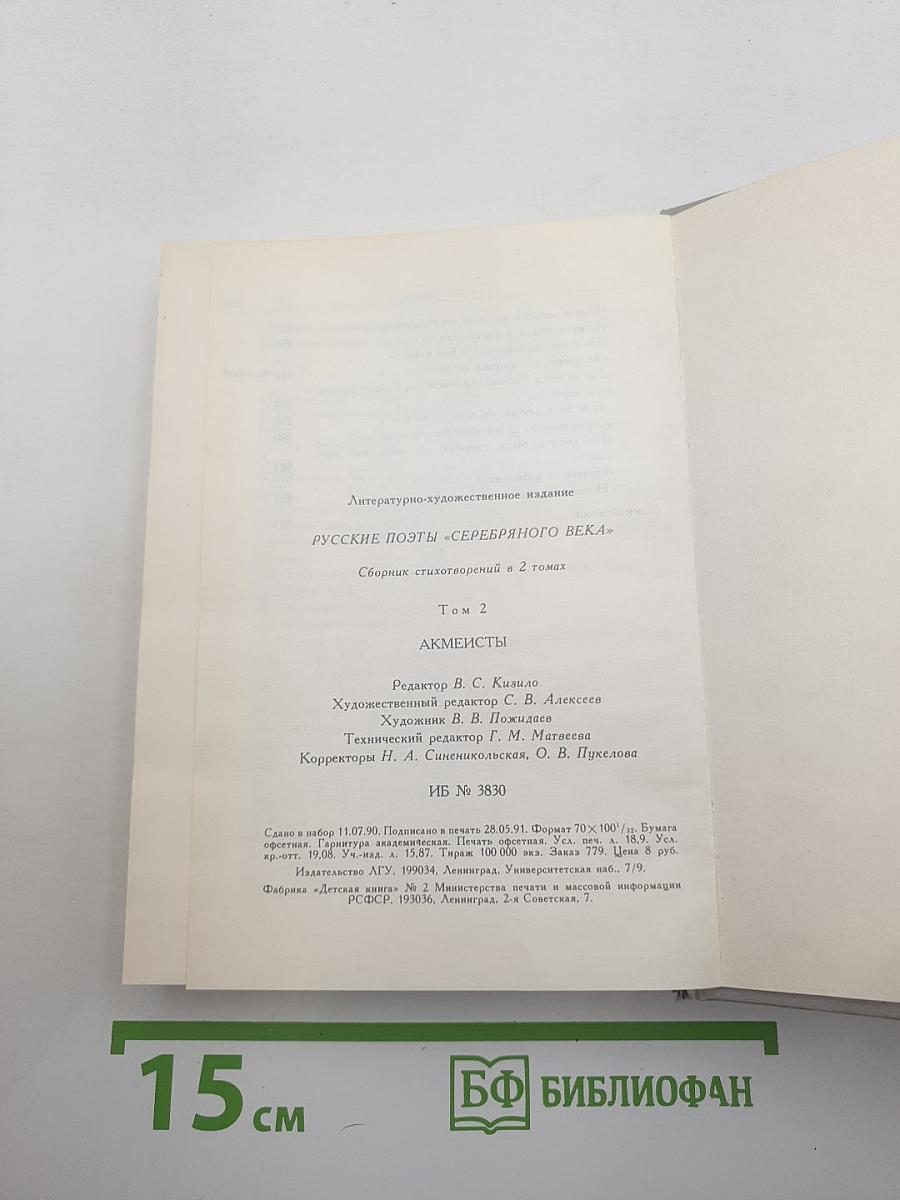 Литературно-художественное издание
РУССКИЕ ПОЭТЫ «СЕРЕБРЯНОГО ВЕКА»
Сборник стихотворений в 2 томах
Том 2
АКМЕИСТЫ
Редактор В. С. Кизило
Художественный редактор С. В. Алексеев
Художник В. В. Пожидаев
Технический редактор Г. М. Матвеева
Корректоры Н. А. Синеникольская, О. В. Пукелова
ИБ № 3830
Сдано в набор 11.07.90. Подписано в печать 28.05.91. Формат 70×100¹/₃₂. Бумага
офсетная. Гарнитура академическая. Печать офсетная. Усл. печ. л. 18,9. Усл.
кр.-отт. 19,08. Уч.-изд. л. 15,87. Тираж 100 000 экз. Заказ 779. Цена 8 руб.
Издательство ЛГУ. 199034, Ленинград, Университетская наб., 7/9.
Фабрика «Детская книга» № 2 Министерства печати и массовой информации
РСФСР. 193036, Ленинград, 2-я Советская, 7.
15 см
БФ БИБЛИОФАН